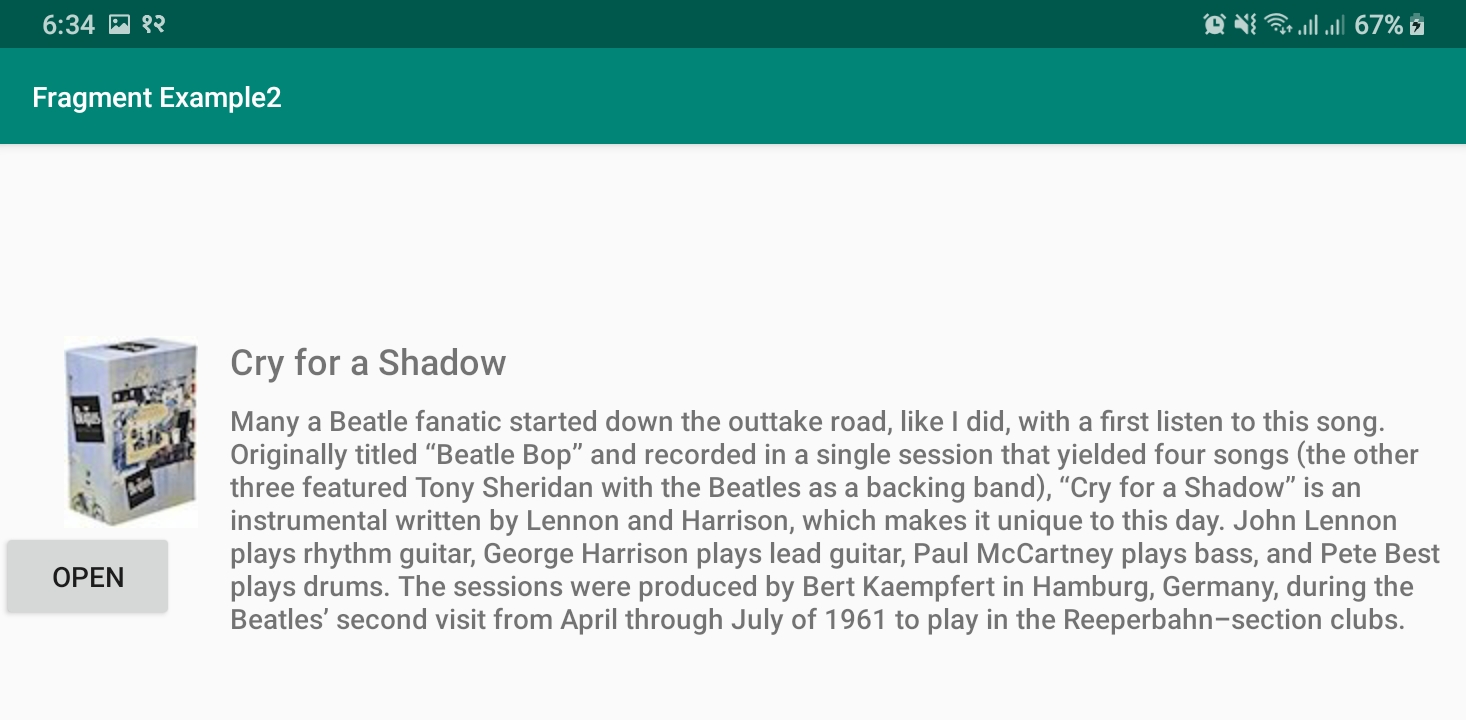 6:34 १२ 67%
Fragment Example2
Cry for a Shadow
Many a Beatle fanatic started down the outtake road, like I did, with a first listen to this song.
Originally titled “Beatle Bop” and recorded in a single session that yielded four songs (the other
three featured Tony Sheridan with the Beatles as a backing band), “Cry for a Shadow” is an
instrumental written by Lennon and Harrison, which makes it unique to this day. John Lennon
plays rhythm guitar, George Harrison plays lead guitar, Paul McCartney plays bass, and Pete Best
plays drums. The sessions were produced by Bert Kaempfert in Hamburg, Germany, during the
Beatles’ second visit from April through July of 1961 to play in the Reeperbahn–section clubs.
OPEN